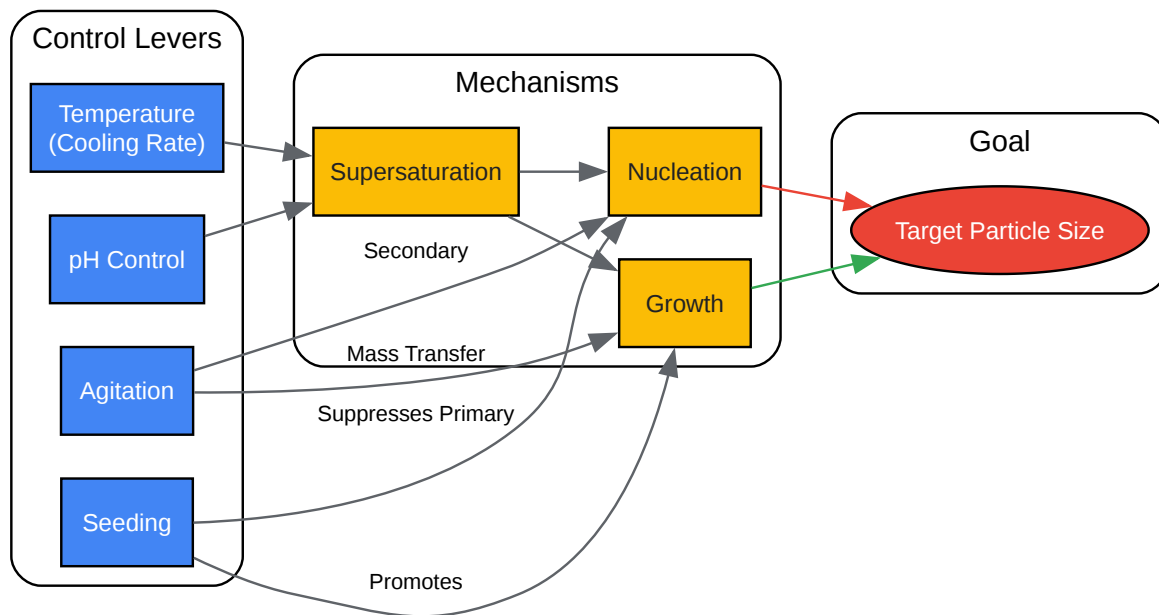 Control Levers
Temperature
(Cooling Rate)
pH Control
Agitation
Seeding
Mechanisms
Supersaturation
Nucleation
Growth
Secondary
Mass Transfer
Suppresses Primary
Promotes
Goal
Target Particle Size